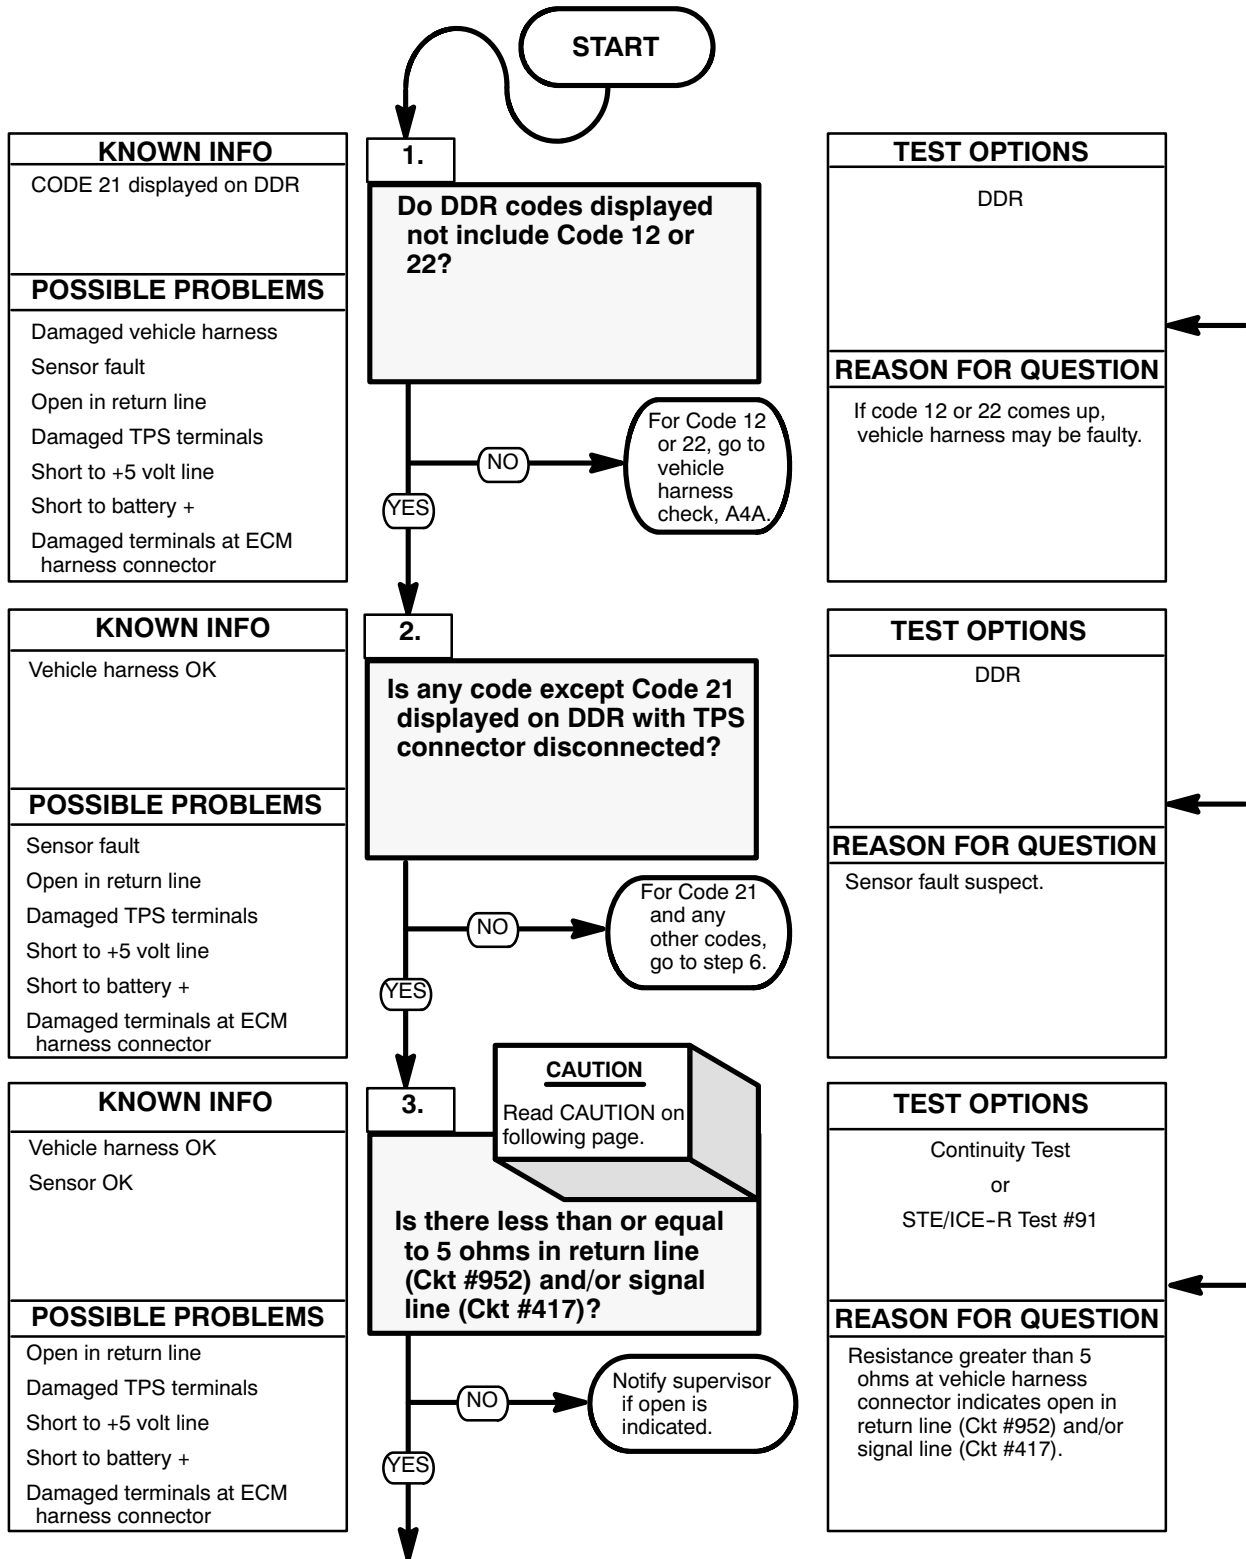 START
KNOWN INFO
CODE 21 displayed on DDR
POSSIBLE PROBLEMS
Damaged vehicle harness
Sensor fault
Open in return line
Damaged TPS terminals
Short to +5 volt line
Short to battery +
Damaged terminals at ECM
harness connector
1.
Do DDR codes displayed
not include Code 12 or
22?
NO
For Code 12
or 22, go to
vehicle
harness
check, A4A.
YES
TEST OPTIONS
DDR
REASON FOR QUESTION
If code 12 or 22 comes up,
vehicle harness may be faulty.
KNOWN INFO
Vehicle harness OK
POSSIBLE PROBLEMS
Sensor fault
Open in return line
Damaged TPS terminals
Short to +5 volt line
Short to battery +
Damaged terminals at ECM
harness connector
2.
Is any code except Code 21
displayed on DDR with TPS
connector disconnected?
NO
For Code 21
and any
other codes,
go to step 6.
YES
TEST OPTIONS
DDR
REASON FOR QUESTION
Sensor fault suspect.
KNOWN INFO
Vehicle harness OK
Sensor OK
POSSIBLE PROBLEMS
Open in return line
Damaged TPS terminals
Short to +5 volt line
Short to battery +
Damaged terminals at ECM
harness connector
3.
CAUTION
Read CAUTION on
following page.
Is there less than or equal
to 5 ohms in return line
(Ckt #952) and/or signal
line (Ckt #417)?
NO
Notify supervisor
if open is
indicated.
YES
TEST OPTIONS
Continuity Test
or
STE/ICE-R Test #91
REASON FOR QUESTION
Resistance greater than 5
ohms at vehicle harness
connector indicates open in
return line (Ckt #952) and/or
signal line (Ckt #417).